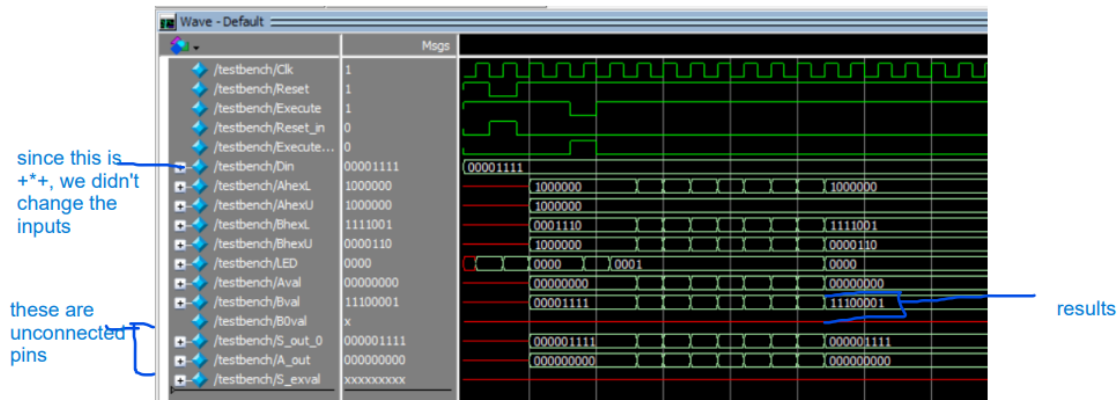 Wave - Default
Msgs
/testbench/Clk 1
/testbench/Reset 1
/testbench/Execute 1
/testbench/Reset_in 0
/testbench/Execute... 0
/testbench/Din 00001111 00001111
/testbench/AhexL 1000000 1000000 1000000
/testbench/AhexU 1000000 1000000
/testbench/BhexL 1111001 0001110 1111001
/testbench/BhexU 0000110 1000000 0000110
/testbench/LED 0000 0000 0001 0000
/testbench/Aval 00000000 00000000 00000000
/testbench/Bval 11100001 00001111 11100001
/testbench/B0val x
/testbench/S_out_0 000001111 000001111 000001111
/testbench/A_out 000000000 000000000 000000000
/testbench/S_exval xxxxxxxxx
since this is
+*+, we didn't
change the
inputs
these are
unconnected
pins
results